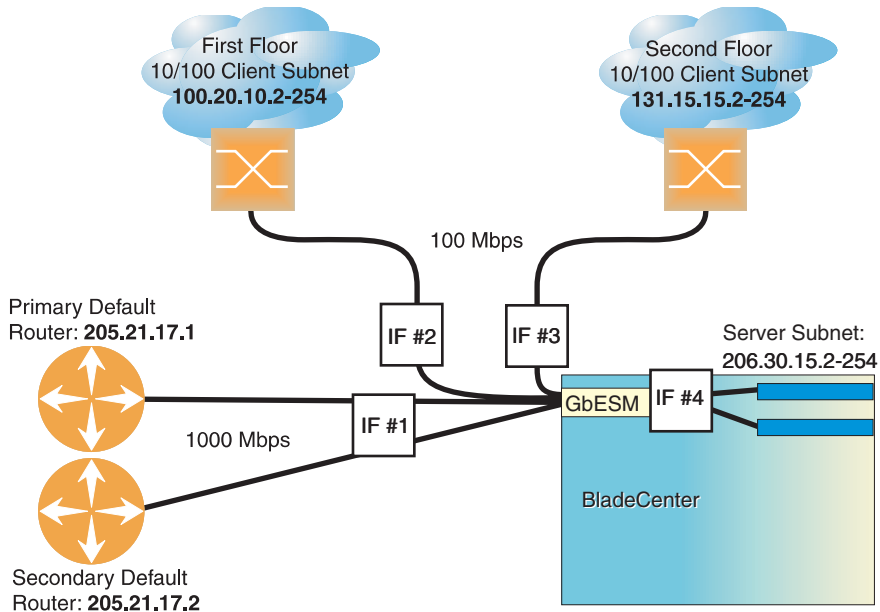 First Floor
10/100 Client Subnet
100.20.10.2-254
Second Floor
10/100 Client Subnet
131.15.15.2-254
100 Mbps
Primary Default
Router: 205.21.17.1
IF #2
IF #3
Server Subnet:
206.30.15.2-254
GbESM
IF #4
IF #1
1000 Mbps
BladeCenter
Secondary Default
Router: 205.21.17.2